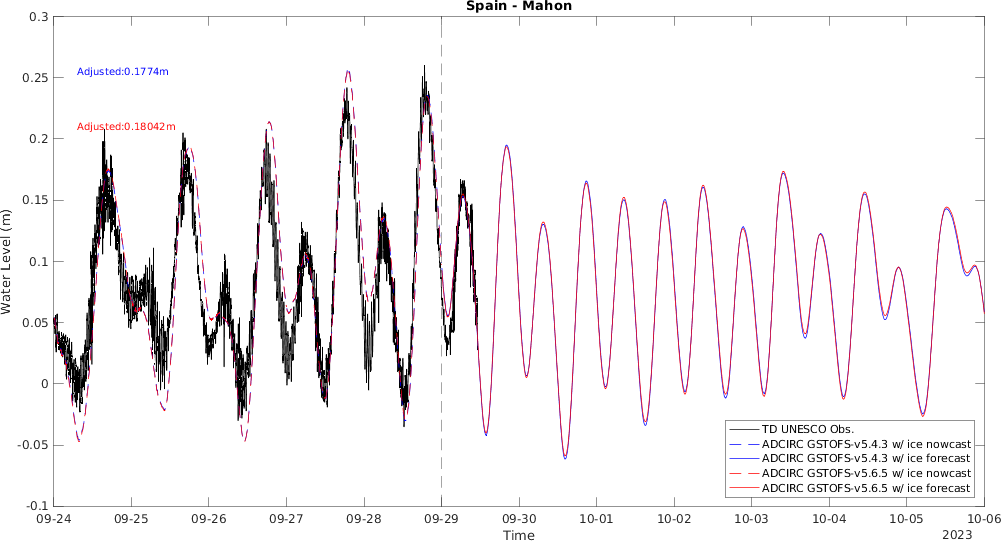 Spain - Mahon
0.3
0.25
0.2
0.15
0.1
0.05
0
-0.05
-0.1
Water Level (m)
Adjusted:0.1774m
Adjusted:0.18042m
TD UNESCO Obs.
ADCIRC GSTOFS-v5.4.3 w/ ice nowcast
ADCIRC GSTOFS-v5.4.3 w/ ice forecast
ADCIRC GSTOFS-v5.6.5 w/ ice nowcast
ADCIRC GSTOFS-v5.6.5 w/ ice forecast
09-24 09-25 09-26 09-27 09-28 09-29 09-30 10-01 10-02 10-03 10-04 10-05 10-06
Time
2023